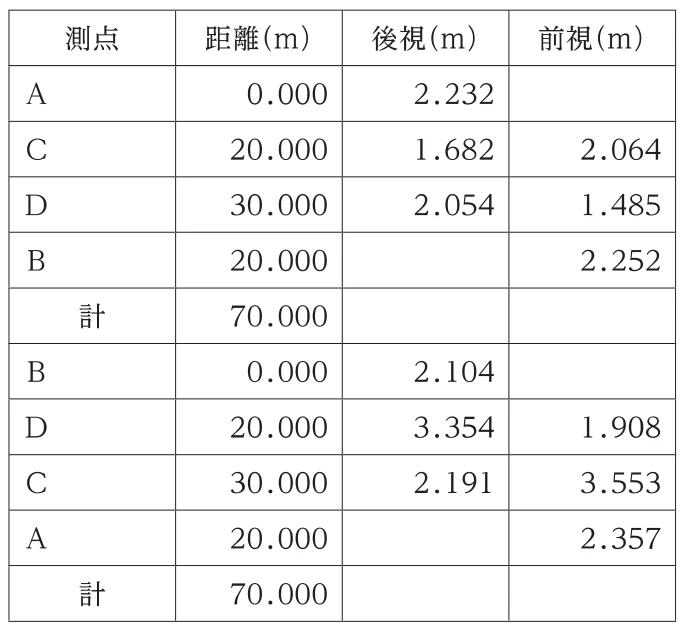 測点 距離(m) 後視(m) 前視(m)
A 0.000 2.232
C 20.000 1.682 2.064
D 30.000 2.054 1.485
B 20.000 2.252
計 70.000
B 0.000 2.104
D 20.000 3.354 1.908
C 30.000 2.191 3.553
A 20.000 2.357
計 70.000